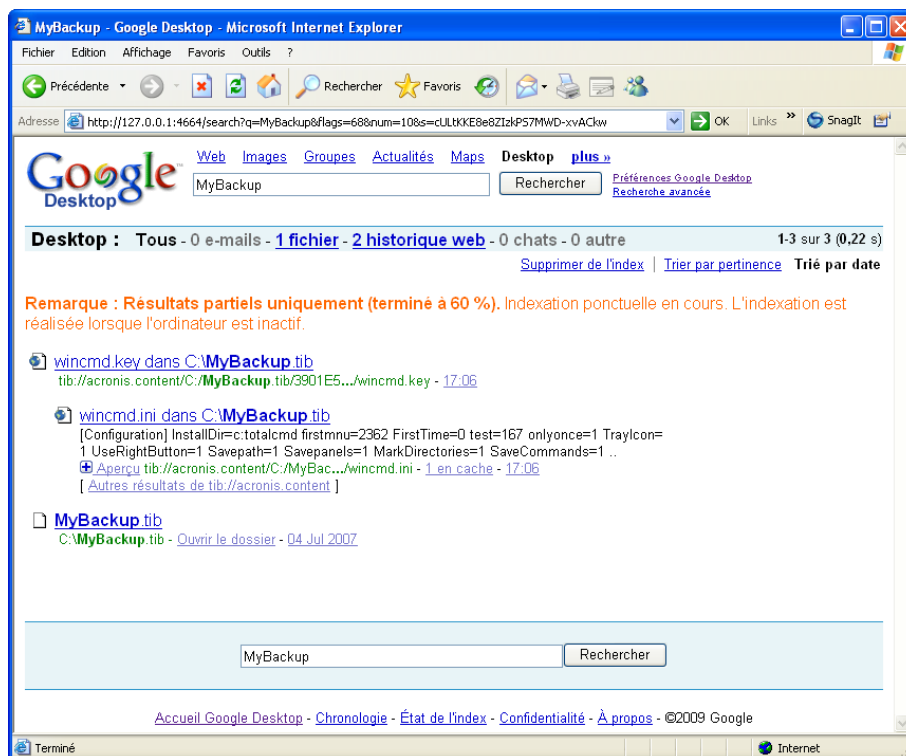 MyBackup - Google Desktop - Microsoft Internet Explorer
Fichier Edition Affichage Favoris Outils ?
Précédente Rechercher Favoris
Adresse http://127.0.0.1:4664/search?q=MyBackup&flags=68&num=10&s=cULtKKE8e8ZIzkPS7MWD-xvACkw OK Links » SnagIt
Google Desktop
Web Images Groupes Actualités Maps Desktop plus »
MyBackup Rechercher Préférences Google Desktop
Recherche avancée
Desktop : Tous - 0 e-mails - 1 fichier - 2 historique web - 0 chats - 0 autre 1-3 sur 3 (0,22 s)
Supprimer de l'index | Trier par pertinence Trié par date
Remarque : Résultats partiels uniquement (terminé à 60 %). Indexation ponctuelle en cours. L'indexation est
réalisée lorsque l'ordinateur est inactif.
wincmd.key dans C:\MyBackup.tib
tib://acronis.content/C:/MyBackup.tib/3901E5.../wincmd.key - 17:06
wincmd.ini dans C:\MyBackup.tib
[Configuration] InstallDir=c:totalcmd firstmnu=2362 FirstTime=0 test=167 onlyonce=1 TrayIcon=
1 UseRightButton=1 Savepath=1 Savepanels=1 MarkDirectories=1 SaveCommands=1 ..
Aperçu tib://acronis.content/C:/MyBac.../wincmd.ini - 1 en cache - 17:06
[ Autres résultats de tib://acronis.content ]
MyBackup.tib
C:\MyBackup.tib - Ouvrir le dossier - 04 Jul 2007
MyBackup Rechercher
Accueil Google Desktop - Chronologie - État de l'index - Confidentialité - À propos - ©2009 Google
Terminé Internet